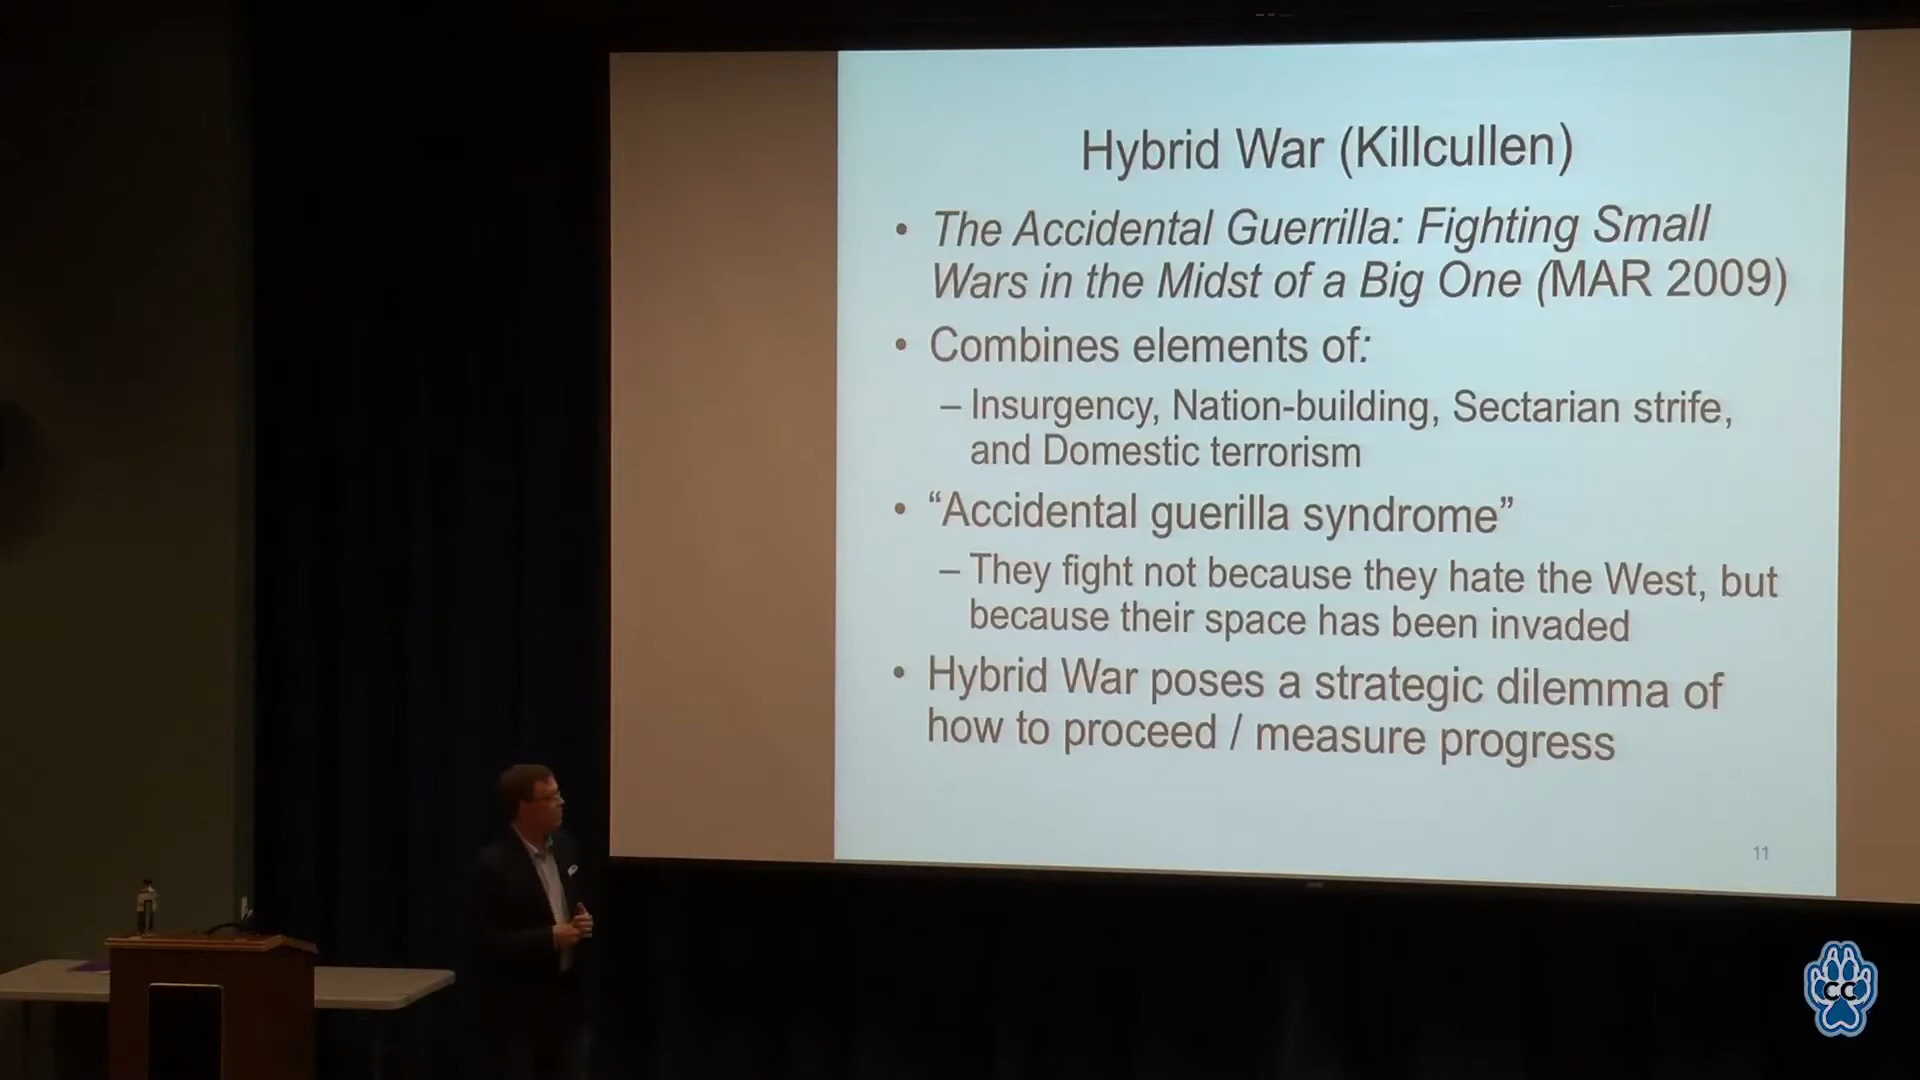 Hybrid War (Killcullen)
• The Accidental Guerrilla: Fighting Small
Wars in the Midst of a Big One (MAR 2009)
• Combines elements of:
– Insurgency, Nation-building, Sectarian strife,
and Domestic terrorism
• “Accidental guerilla syndrome”
– They fight not because they hate the West, but
because their space has been invaded
• Hybrid War poses a strategic dilemma of
how to proceed / measure progress
11
CC